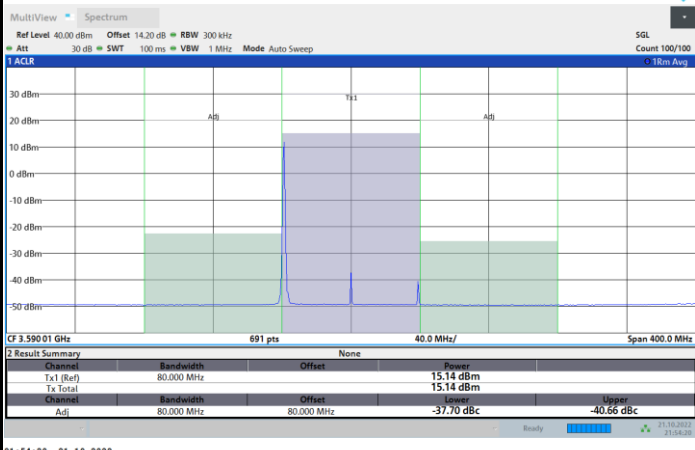 MultiView Spectrum
Ref Level 40.00 dBm Offset 14.20 dB RBW 300 kHz SGL
Att 30 dB SWT 100 ms VBW 1 MHz Mode Auto Sweep Count 100/100
1 ACLR 1Rm Avg
30 dBm
Tx1
20 dBm Adj Adj
10 dBm
0 dBm
-10 dBm
-20 dBm
-30 dBm
-40 dBm
-50 dBm
CF 3.590 01 GHz 691 pts 40.0 MHz/ Span 400.0 MHz
2 Result Summary None
Channel Bandwidth Offset Power
Tx1 (Ref) 80.000 MHz 15.14 dBm
Tx Total 15.14 dBm
Channel Bandwidth Offset Lower Upper
Adj 80.000 MHz 80.000 MHz -37.70 dBc -40.66 dBc
Ready 21.10.2022
21:54:20